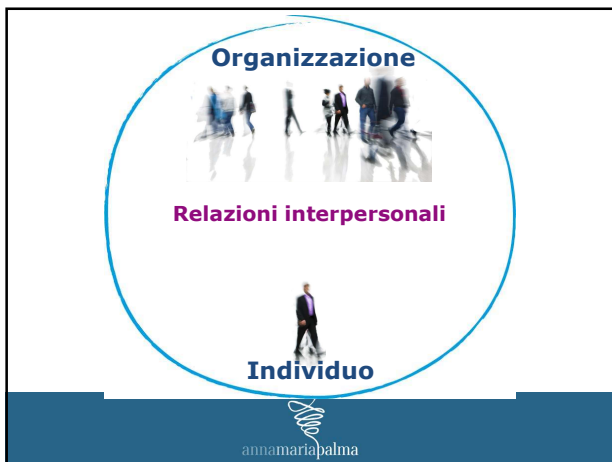 Organizzazione
Relazioni interpersonali
Individuo
annamariapalma